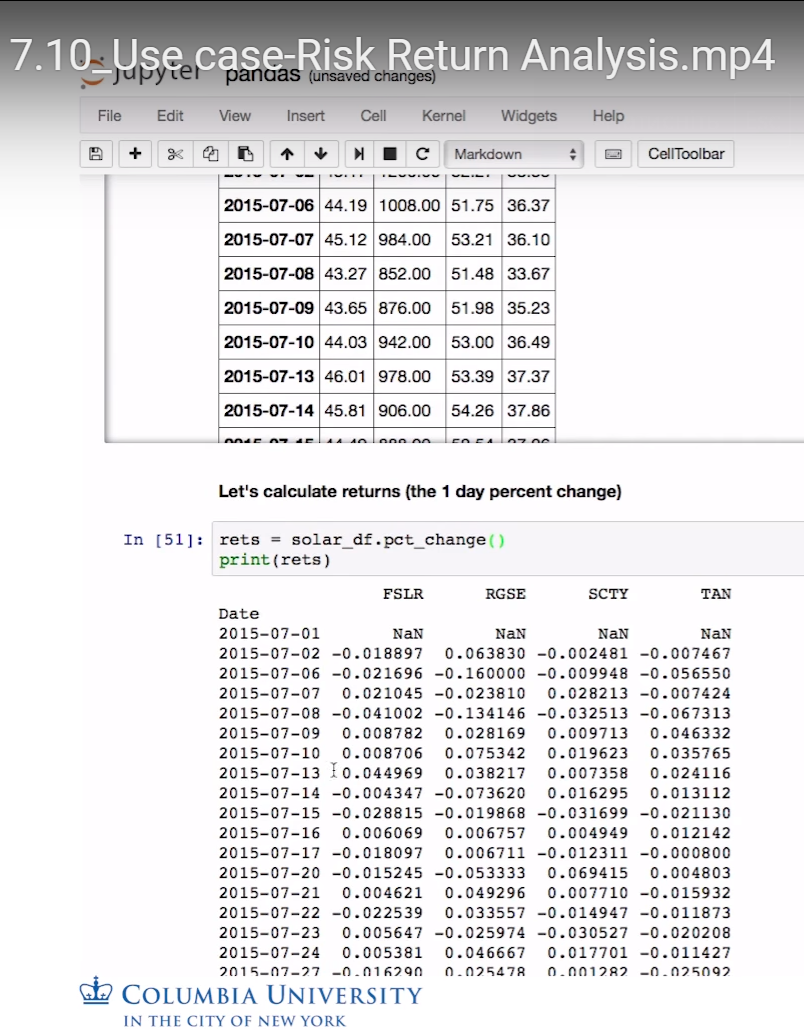 7.10_Use case-Risk Return Analysis.mp4
jupyter pandas (unsaved changes)
File Edit View Insert Cell Kernel Widgets Help
Markdown CellToolbar
2015-07-06 44.19 1008.00 51.75 36.37
2015-07-07 45.12 984.00 53.21 36.10
2015-07-08 43.27 852.00 51.48 33.67
2015-07-09 43.65 876.00 51.98 35.23
2015-07-10 44.03 942.00 53.00 36.49
2015-07-13 46.01 978.00 53.39 37.37
2015-07-14 45.81 906.00 54.26 37.86
Let's calculate returns (the 1 day percent change)
In [51]: rets = solar_df.pct_change()
print(rets)
FSLR RGSE SCTY TAN
Date
2015-07-01 NaN NaN NaN NaN
2015-07-02 -0.018897 0.063830 -0.002481 -0.007467
2015-07-06 -0.021696 -0.160000 -0.009948 -0.056550
2015-07-07 0.021045 -0.023810 0.028213 -0.007424
2015-07-08 -0.041002 -0.134146 -0.032513 -0.067313
2015-07-09 0.008782 0.028169 0.009713 0.046332
2015-07-10 0.008706 0.075342 0.019623 0.035765
2015-07-13 0.044969 0.038217 0.007358 0.024116
2015-07-14 -0.004347 -0.073620 0.016295 0.013112
2015-07-15 -0.028815 -0.019868 -0.031699 -0.021130
2015-07-16 0.006069 0.006757 0.004949 0.012142
2015-07-17 -0.018097 0.006711 -0.012311 -0.000800
2015-07-20 -0.015245 -0.053333 0.069415 0.004803
2015-07-21 0.004621 0.049296 0.007710 -0.015932
2015-07-22 -0.022539 0.033557 -0.014947 -0.011873
2015-07-23 0.005647 -0.025974 -0.030527 -0.020208
2015-07-24 0.005381 0.046667 0.017701 -0.011427
2015-07-27 -0.016290 0.025478 0.001282 -0.025092
COLUMBIA UNIVERSITY
IN THE CITY OF NEW YORK